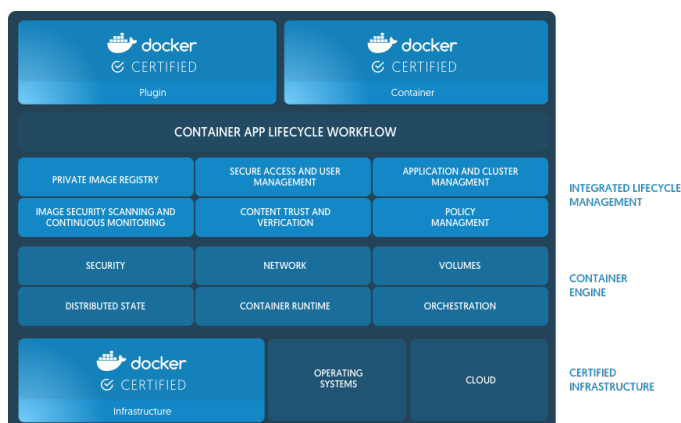 docker
CERTIFIED
Plugin
docker
CERTIFIED
Container
CONTAINER APP LIFECYCLE WORKFLOW
PRIVATE IMAGE REGISTRY
SECURE ACCESS AND USER
MANAGEMENT
APPLICATION AND CLUSTER
MANAGMENT
IMAGE SECURITY SCANNING AND
CONTINUOUS MONITORING
CONTENT TRUST AND
VERFICATION
POLICY
MANAGMENT
INTEGRATED LIFECYCLE
MANAGEMENT
SECURITY
NETWORK
VOLUMES
DISTRIBUTED STATE
CONTAINER RUNTIME
ORCHESTRATION
CONTAINER
ENGINE
docker
CERTIFIED
Infrastructure
OPERATING
SYSTEMS
CLOUD
CERTIFIED
INFRASTRUCTURE